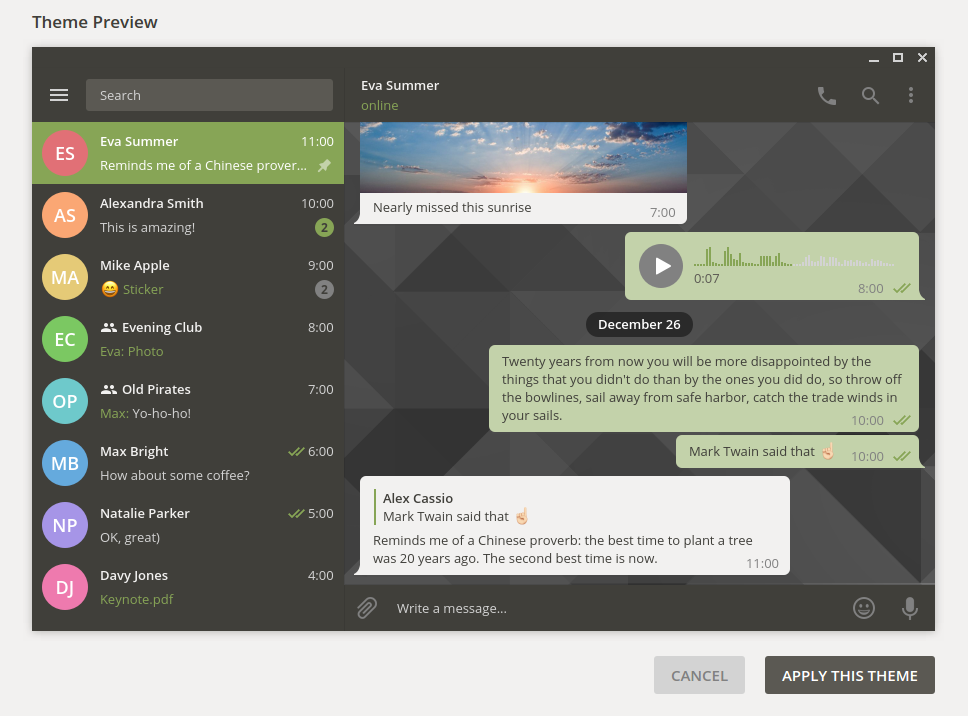 Theme Preview
Search
Eva Summer
online
ES
Eva Summer
11:00
Reminds me of a Chinese prover...
AS
Alexandra Smith
10:00
This is amazing!
2
MA
Mike Apple
9:00
😄 Sticker
2
EC
Evening Club
8:00
Eva: Photo
OP
Old Pirates
7:00
Max: Yo-ho-ho!
MB
Max Bright
6:00
How about some coffee?
NP
Natalie Parker
5:00
OK, great)
DJ
Davy Jones
4:00
Keynote.pdf
Nearly missed this sunrise
7:00
0:07
8:00
December 26
Twenty years from now you will be more disappointed by the
things that you didn't do than by the ones you did do, so throw off
the bowlines, sail away from safe harbor, catch the trade winds in
your sails.
10:00
Mark Twain said that ☝🏻
10:00
Alex Cassio
Mark Twain said that ☝🏻
Reminds me of a Chinese proverb: the best time to plant a tree
was 20 years ago. The second best time is now.
11:00
Write a message...
CANCEL
APPLY THIS THEME